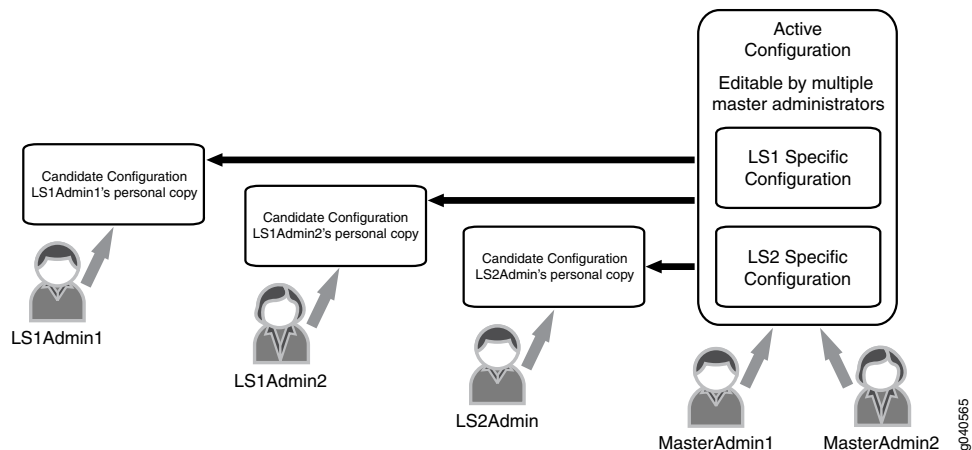 Active
Configuration
Editable by multiple
master administrators
LS1 Specific
Configuration
LS2 Specific
Configuration
Candidate Configuration
LS1Admin1's personal copy
Candidate Configuration
LS1Admin2's personal copy
Candidate Configuration
LS2Admin's personal copy
LS1Admin1
LS1Admin2
LS2Admin
MasterAdmin1
MasterAdmin2
g040565